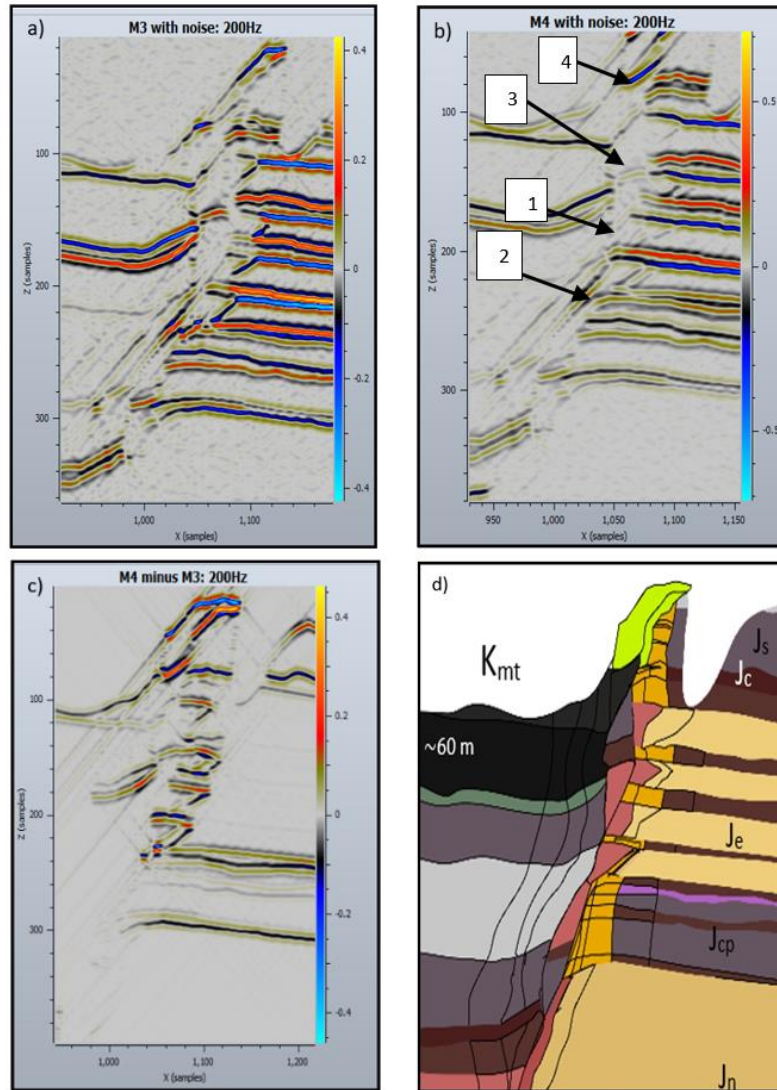 a)
M3 with noise: 200Hz
0.4
0.2
0
-0.2
-0.4
100
200
300
Z (samples)
1,000
1,100
X (samples)
b)
M4 with noise: 200Hz
4
3
1
2
0.5
0
-0.5
100
200
300
Z (samples)
950
1,000
1,050
1,100
1,150
X (samples)
c)
M4 minus M3: 200Hz
0.4
0.2
0
-0.2
-0.4
100
200
300
Z (samples)
1,000
1,100
1,200
X (samples)
d)
Kmt
~60 m
Js
Jc
Je
Jcp
Jn